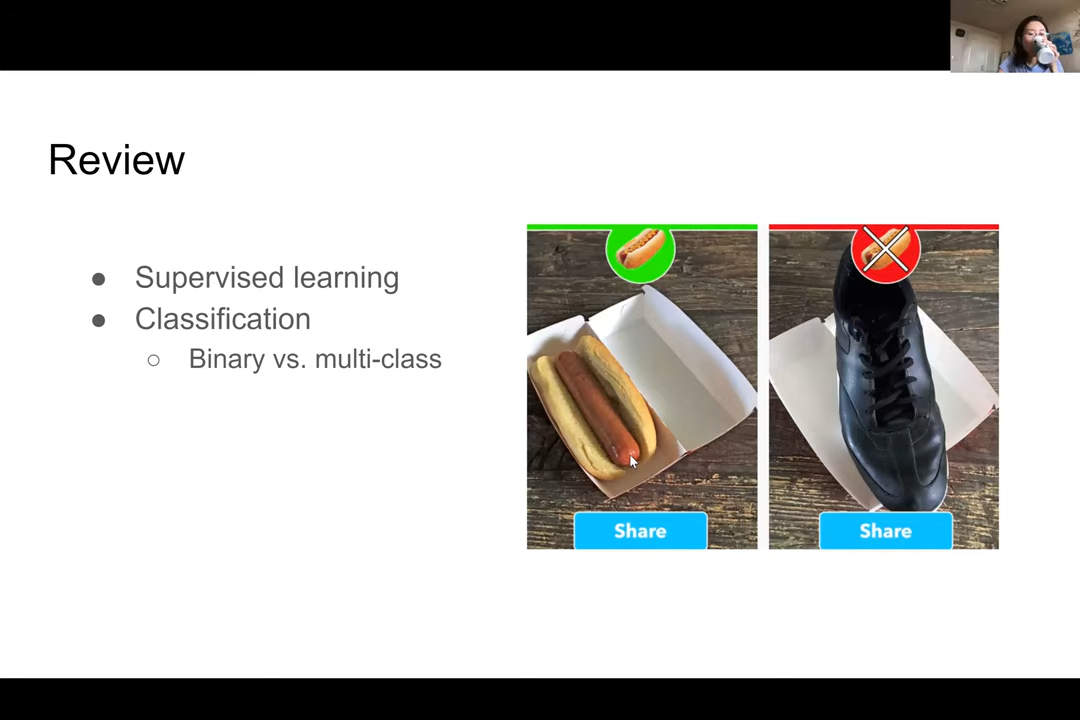 Review
● Supervised learning
● Classification
○ Binary vs. multi-class
Share
Share